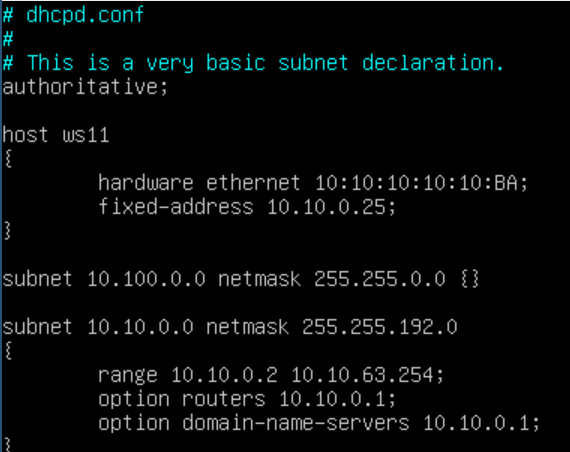 # dhcpd.conf
#
# This is a very basic subnet declaration.
authoritative;
host ws11
{
hardware ethernet 10:10:10:10:10:BA;
fixed-address 10.10.0.25;
}
subnet 10.100.0.0 netmask 255.255.0.0 {}
subnet 10.10.0.0 netmask 255.255.192.0
{
range 10.10.0.2 10.10.63.254;
option routers 10.10.0.1;
option domain-name-servers 10.10.0.1;
}